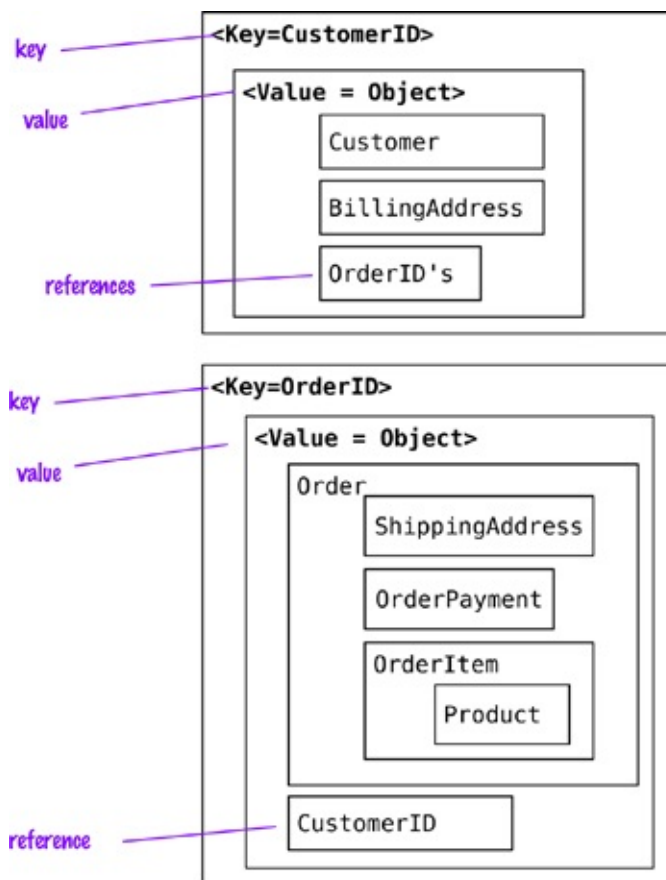 key
<Key=CustomerID>
value
<Value = Object>
Customer
BillingAddress
references
OrderID's
key
<Key=OrderID>
value
<Value = Object>
Order
ShippingAddress
OrderPayment
OrderItem
Product
reference
CustomerID